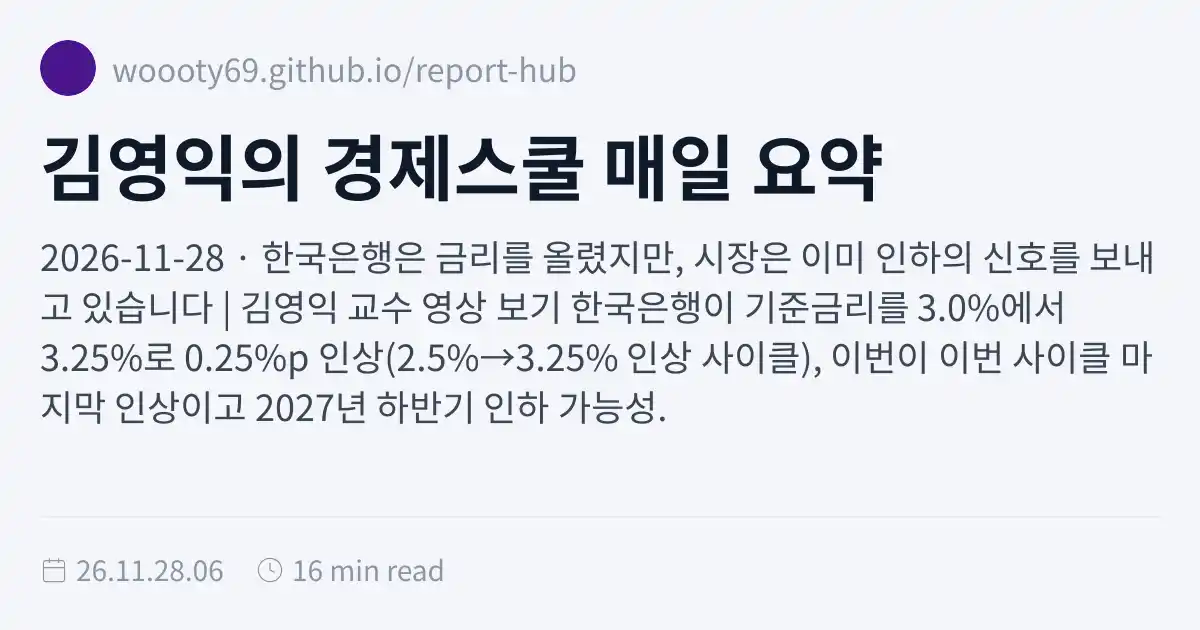 woooty69.github.io/report-hub
김영익의 경제스쿨 매일 요약
2026-11-28 · 한국은행은 금리를 올렸지만, 시장은 이미 인하의 신호를 보내
고 있습니다 | 김영익 교수 영상 보기 한국은행이 기준금리를 3.0%에서
3.25%로 0.25%p 인상(2.5%→3.25% 인상 사이클), 이번이 이번 사이클 마
지막 인상이고 2027년 하반기 인하 가능성.
26.11.28.06 16 min read